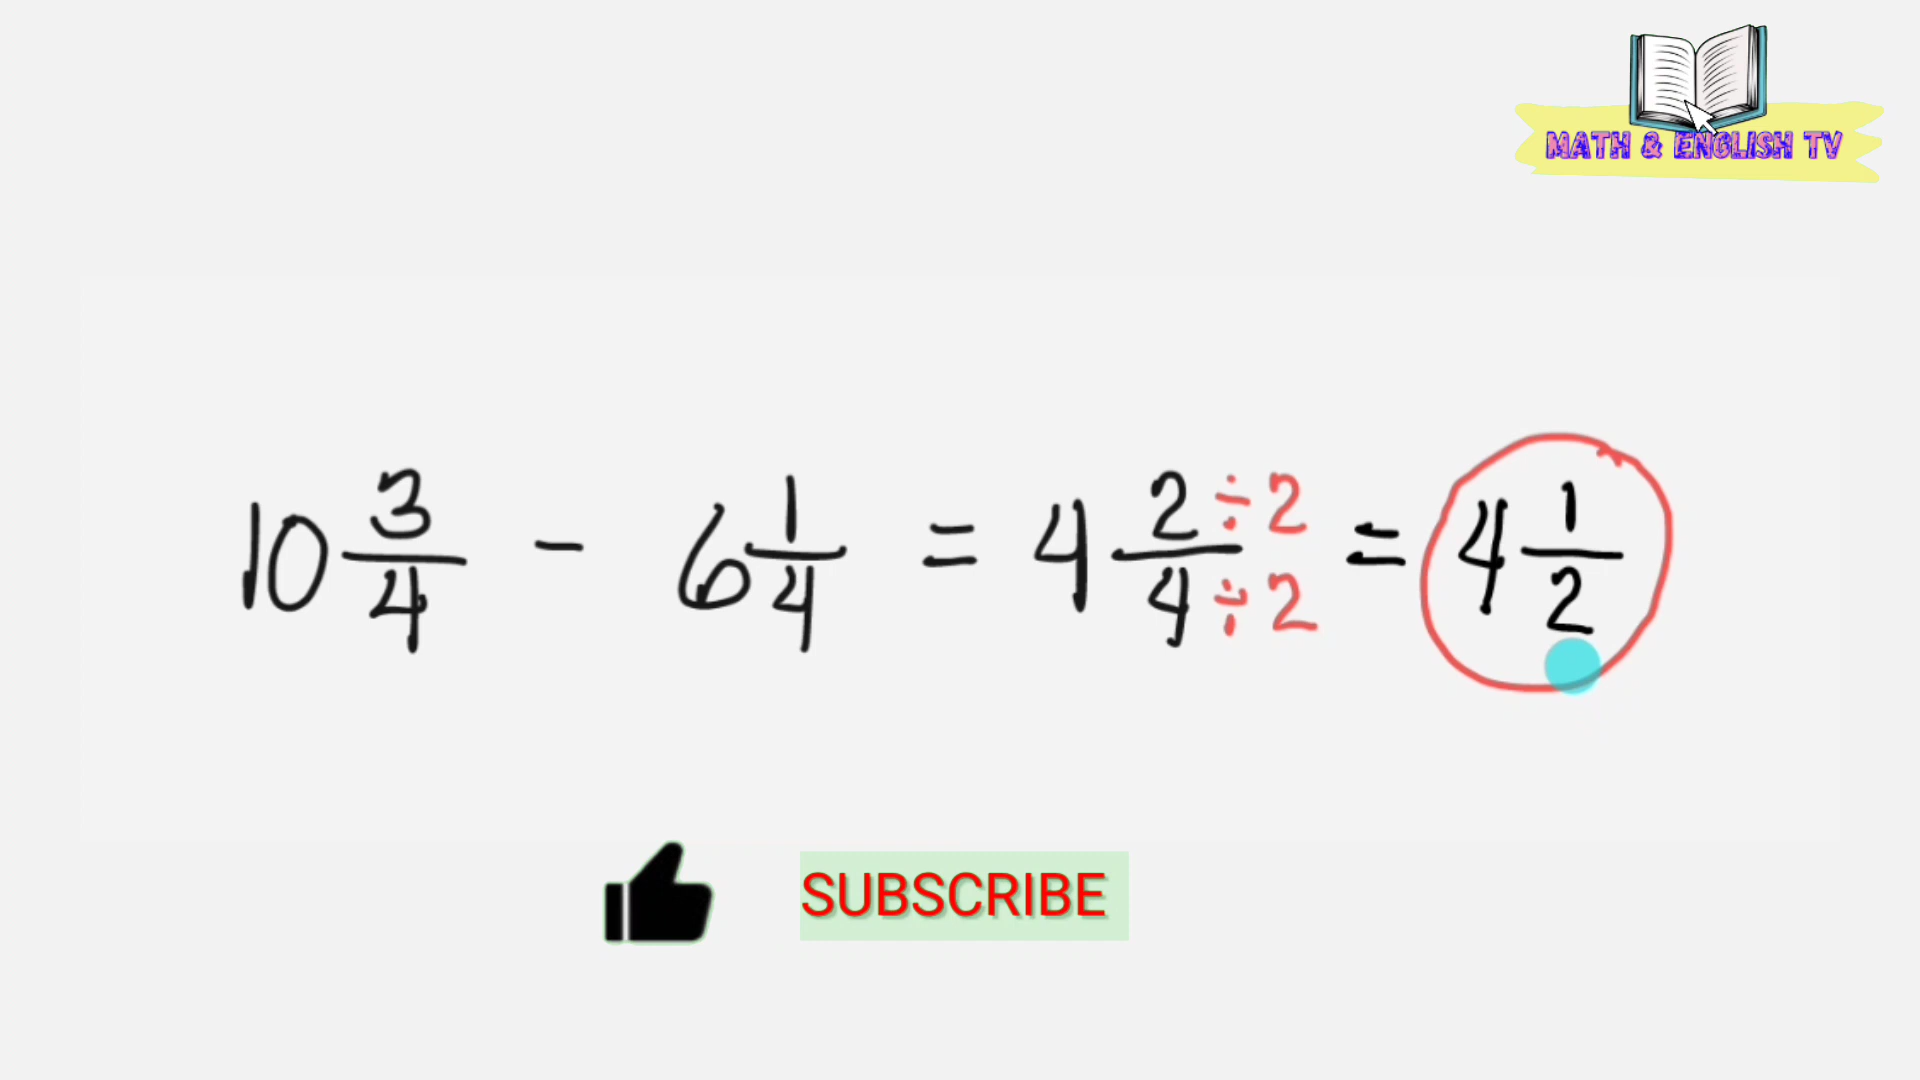 MATH & ENGLISH TV
10 3/4 - 6 1/4 = 4 2÷2/4÷2 = 4 1/2
SUBSCRIBE